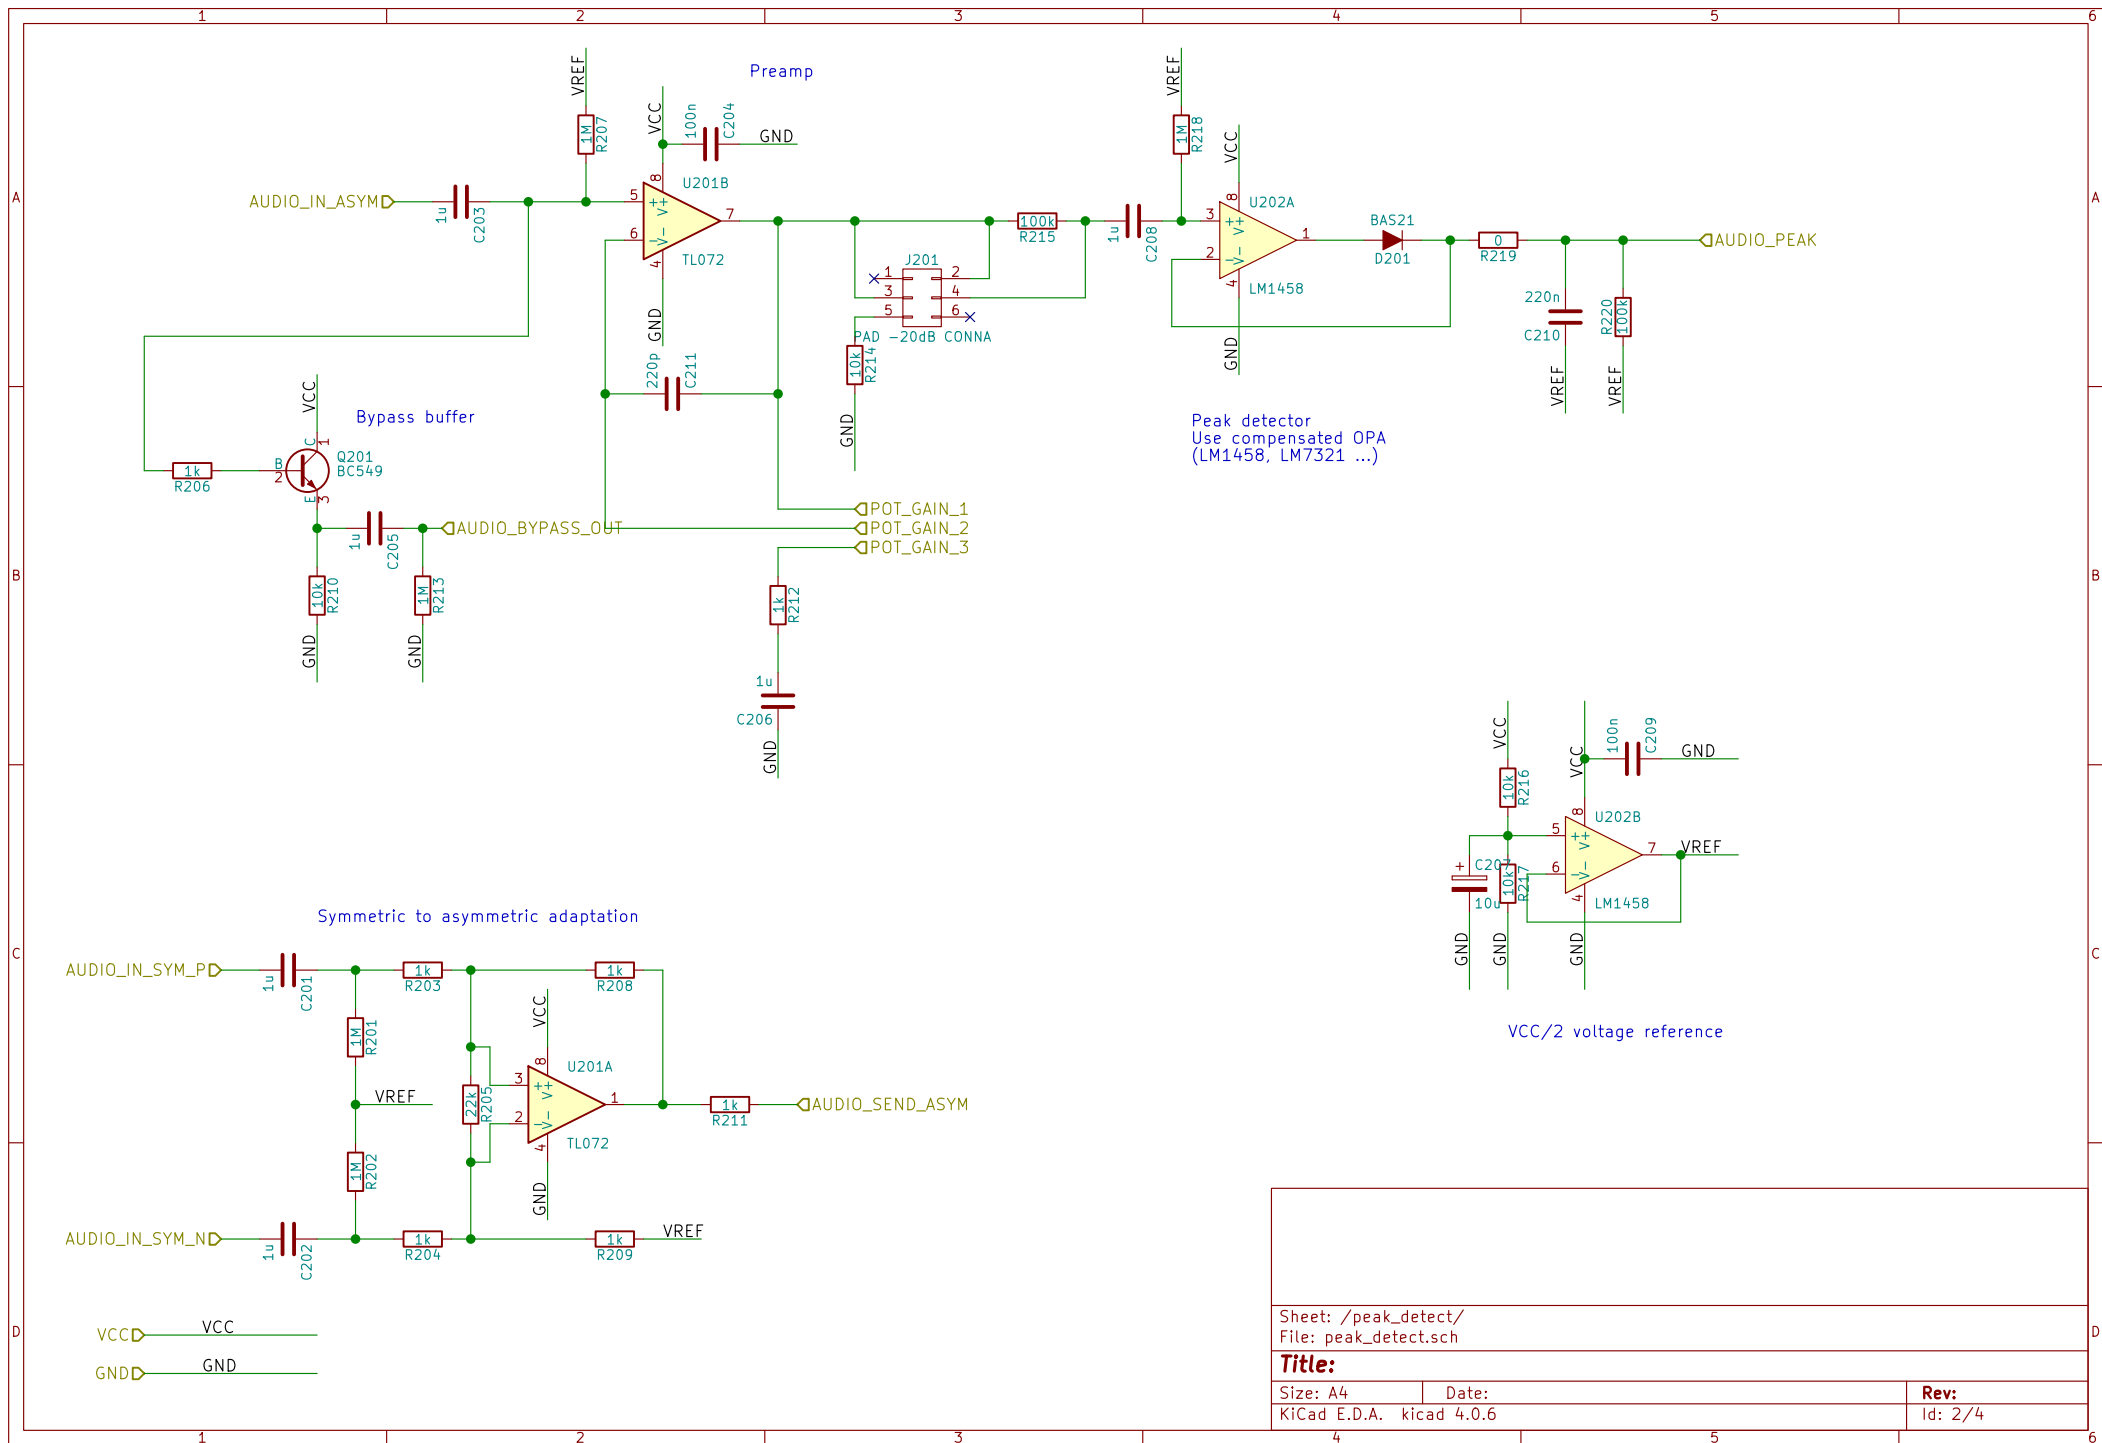 1 2 3 4 5 6
A
B
C
D
A
B
C
D
1 2 3 4 5 6
Preamp
VREF
1M
R207
VCC
100n
C204
GND
AUDIO_IN_ASYM
1u
C203
U201B
TL072
5
6
7
8
4
+
-
V+
V-
GND
220p
C211
J201
1 2
3 4
5 6
PAD -20dB CONNA
10k
R214
GND
100k
R215
1u
C208
VREF
1M
R218
VCC
U202A
LM1458
3
2
1
8
4
+
-
V+
V-
GND
BAS21
D201
0
R219
AUDIO_PEAK
220n
C210
VREF
R220
100k
VREF
Peak detector
Use compensated OPA
(LM1458, LM7321 ...)
Bypass buffer
VCC
Q201
BC549
C
1
B
2
E
3
1k
R206
1u
C205
AUDIO_BYPASS_OUT
10k
R210
GND
1M
R213
GND
POT_GAIN_1
POT_GAIN_2
POT_GAIN_3
1k
R212
1u
C206
GND
VCC
10k
R216
VCC
100n
C209
GND
U202B
LM1458
5
6
7
8
4
+
-
V+
V-
VREF
+
C207
10u
10k
R217
GND
GND
GND
VCC/2 voltage reference
Symmetric to asymmetric adaptation
AUDIO_IN_SYM_P
1u
C201
1k
R203
1k
R208
1M
R201
VREF
VCC
U201A
TL072
3
2
1
8
4
+
-
V+
V-
22k
R205
1k
R211
AUDIO_SEND_ASYM
1M
R202
GND
AUDIO_IN_SYM_N
1u
C202
1k
R204
1k
R209
VREF
VCC VCC
GND GND
Sheet: /peak_detect/
File: peak_detect.sch
Title:
Size: A4 Date: Rev:
KiCad E.D.A. kicad 4.0.6 Id: 2/4